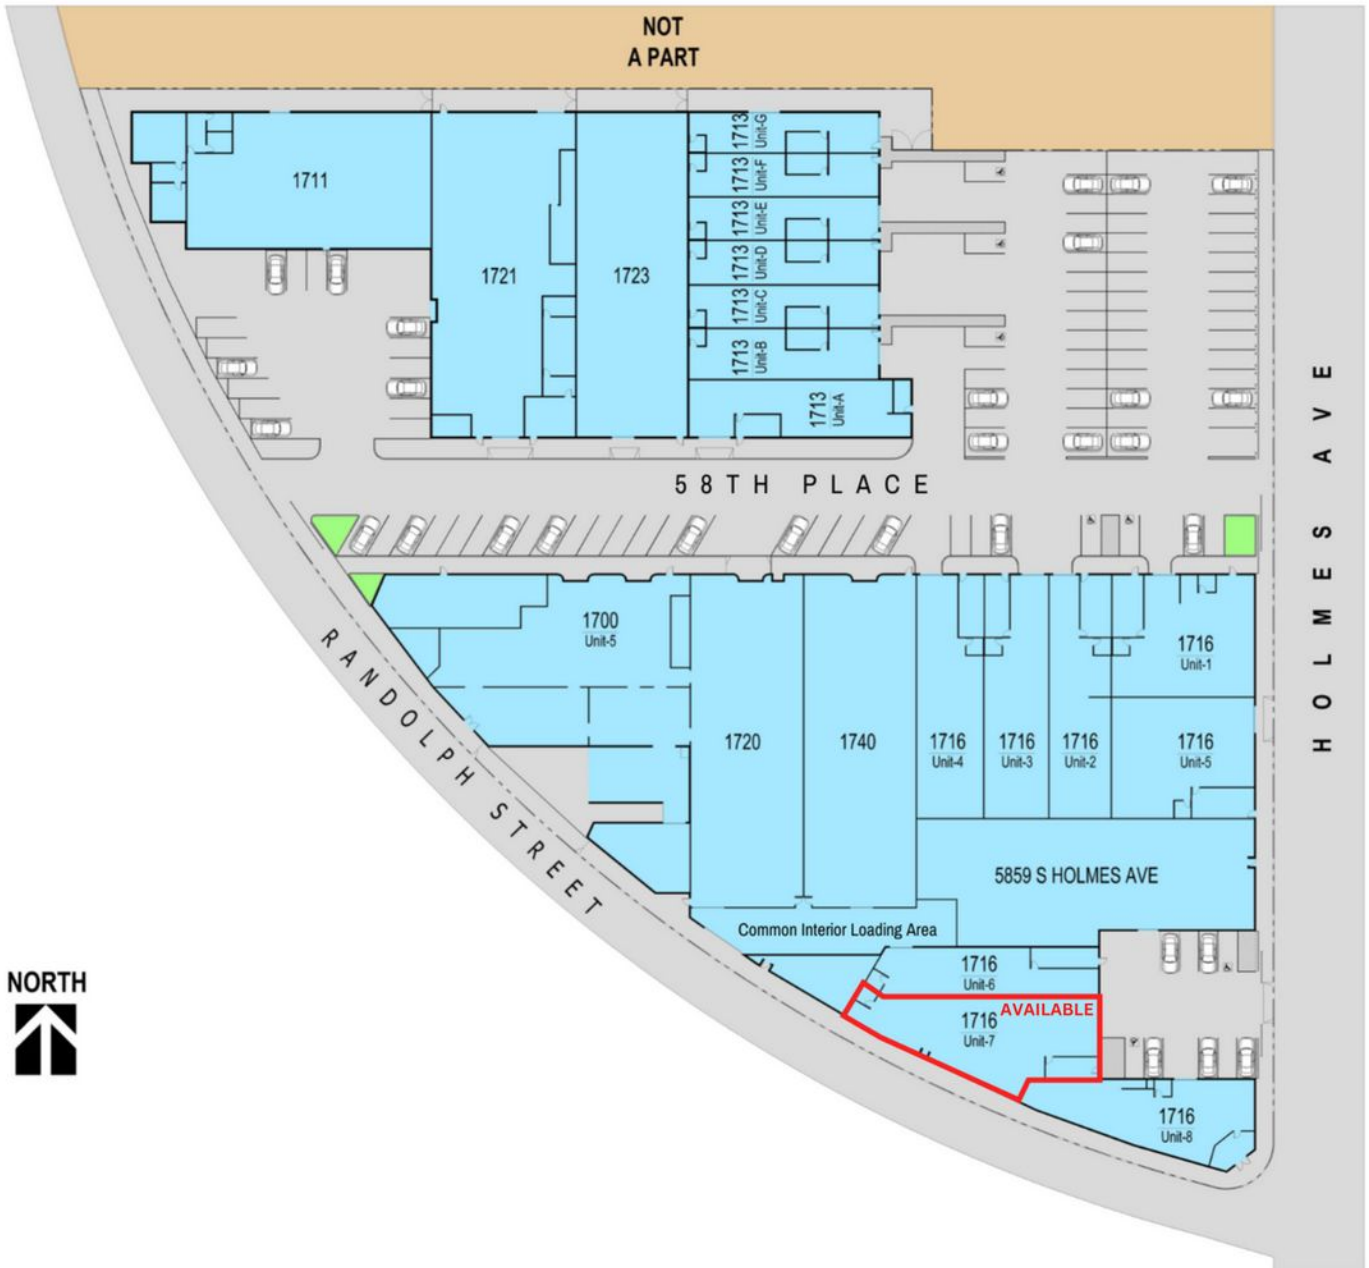 NOT
A PART
1711
1721
1723
1713
Unit-G
1713
Unit-F
1713
Unit-E
1713
Unit-D
1713
Unit-C
1713
Unit-B
1713
Unit-A
58TH PLACE
HOLMES AVE
RANDOLPH STREET
1700
Unit-5
1720
1740
1716
Unit-4
1716
Unit-3
1716
Unit-2
1716
Unit-1
1716
Unit-5
5859 S HOLMES AVE
Common Interior Loading Area
1716
Unit-6
AVAILABLE
1716
Unit-7
1716
Unit-8
NORTH